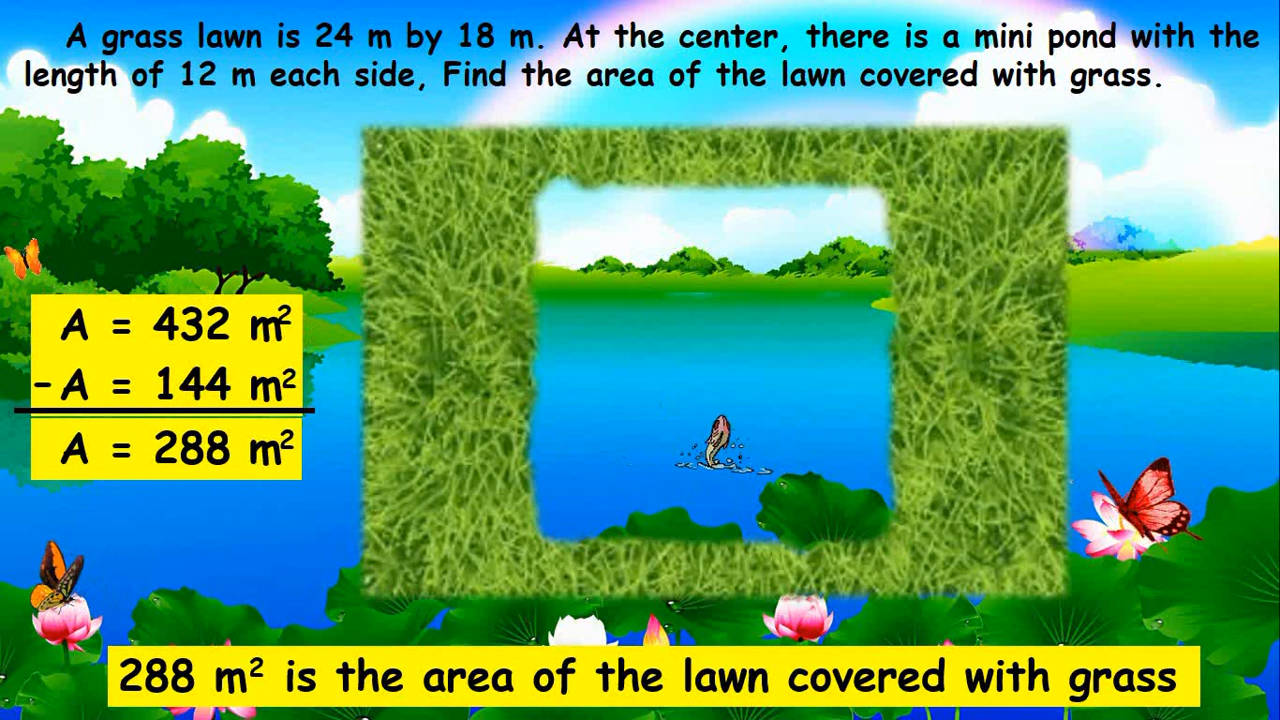 A grass lawn is 24 m by 18 m. At the center, there is a mini pond with the
length of 12 m each side, Find the area of the lawn covered with grass.
A = 432 m²
-A = 144 m²
A = 288 m²
288 m² is the area of the lawn covered with grass